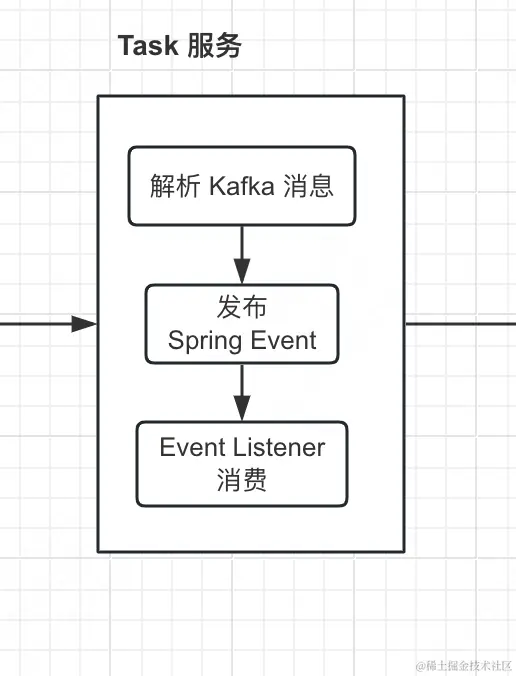 Task 服务
解析 Kafka 消息
发布
Spring Event
Event Listener
消费
@稀土掘金技术社区